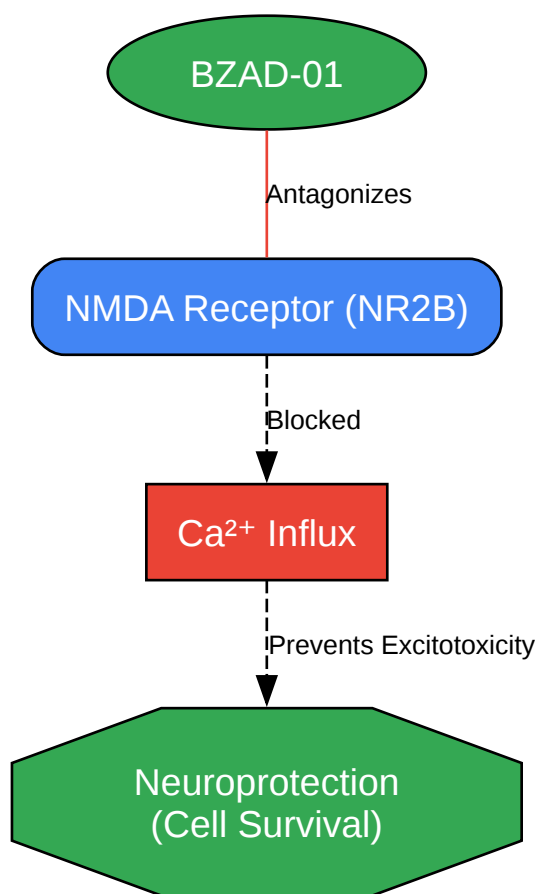 BZAD-01
Antagonizes
NMDA Receptor (NR2B)
Blocked
Ca²⁺ Influx
Prevents Excitotoxicity
Neuroprotection
(Cell Survival)